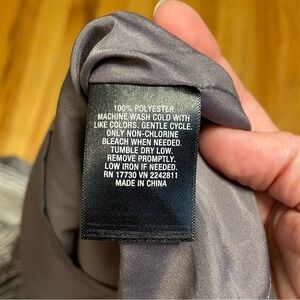 100% POLYESTER
MACHINE WASH COLD WITH
LIKE COLORS. GENTLE CYCLE.
ONLY NON-CHLORINE
BLEACH WHEN NEEDED.
TUMBLE DRY LOW.
REMOVE PROMPTLY.
LOW IRON IF NEEDED.
RN 17730 VN 2242811
MADE IN CHINA